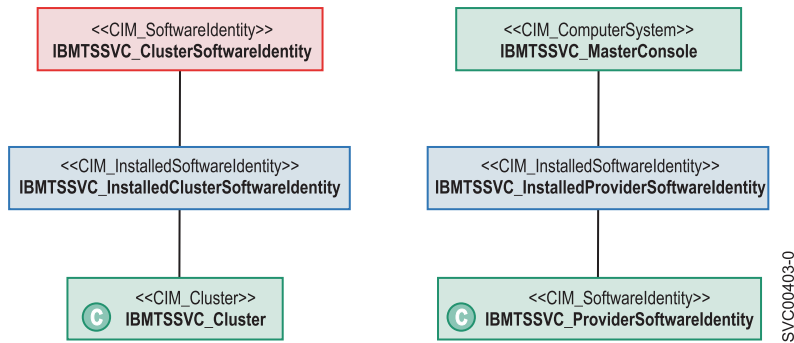 <<CIM_SoftwareIdentity>>
IBMTSSVC_ClusterSoftwareIdentity
<<CIM_InstalledSoftwareIdentity>>
IBMTSSVC_InstalledClusterSoftwareIdentity
C
<<CIM_Cluster>>
IBMTSSVC_Cluster
<<CIM_ComputerSystem>>
IBMTSSVC_MasterConsole
<<CIM_InstalledSoftwareIdentity>>
IBMTSSVC_InstalledProviderSoftwareIdentity
C
<<CIM_SoftwareIdentity>>
IBMTSSVC_ProviderSoftwareIdentity
SVC00403-0